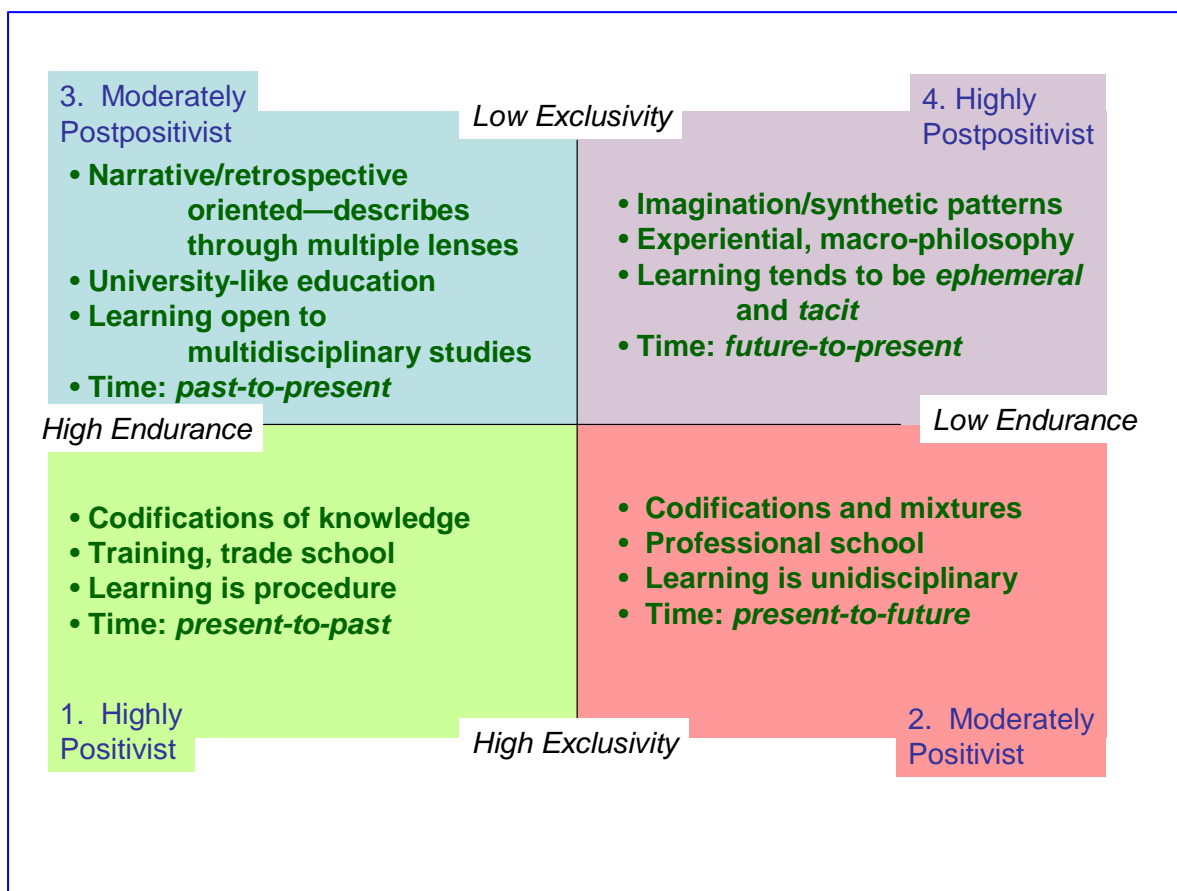 3. Moderately
Postpositivist
Low Exclusivity
4. Highly
Postpositivist
• Narrative/retrospective
oriented—describes
through multiple lenses
• University-like education
• Learning open to
multidisciplinary studies
• Time: past-to-present
• Imagination/synthetic patterns
• Experiential, macro-philosophy
• Learning tends to be ephemeral
and tacit
• Time: future-to-present
High Endurance
Low Endurance
• Codifications of knowledge
• Training, trade school
• Learning is procedure
• Time: present-to-past
• Codifications and mixtures
• Professional school
• Learning is unidisciplinary
• Time: present-to-future
1. Highly
Positivist
High Exclusivity
2. Moderately
Positivist